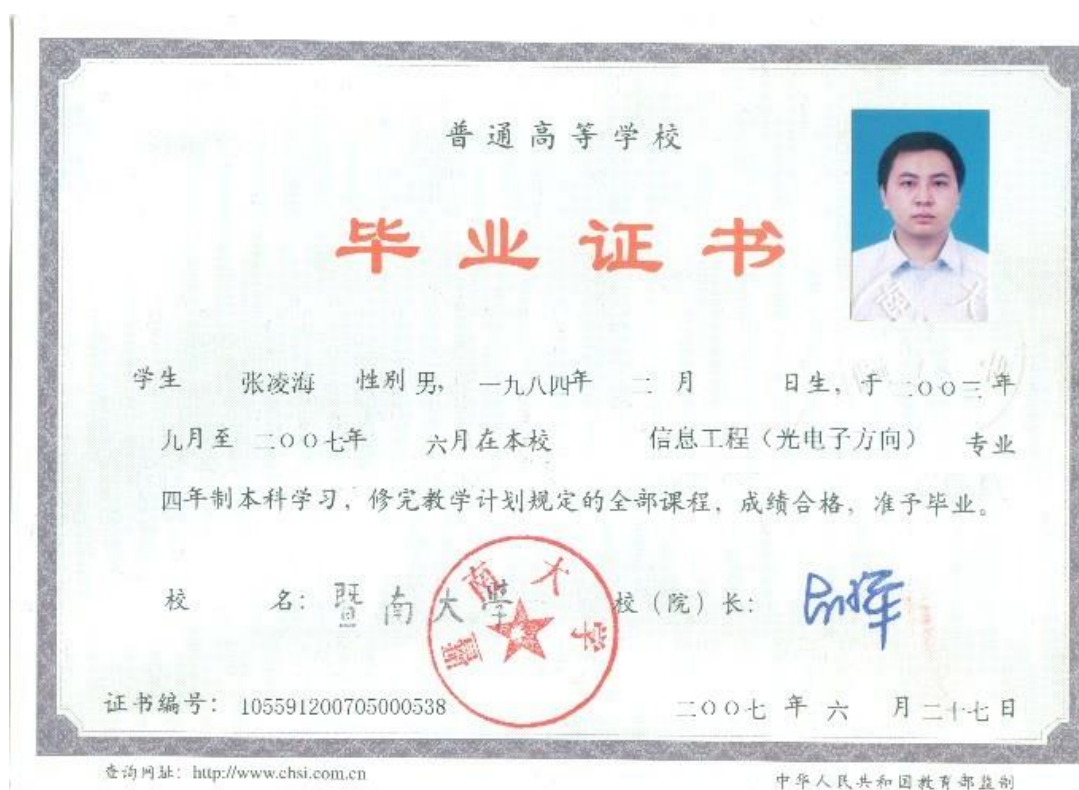 普通高等学校
毕业证书
学生 张凌海 性别 男, 一九八四年 二 月 日生, 于 二〇〇三 年
九月至 二〇〇七年 六月在本校 信息工程（光电子方向） 专业
四年制本科学习, 修完教学计划规定的全部课程, 成绩合格, 准予毕业。
校 名: 暨南大學 校（院）长:
暨南大学
证书编号: 105591200705000538 二〇〇七 年 六 月 二十七日
查询网址: http://www.chsi.com.cn 中华人民共和国教育部监制